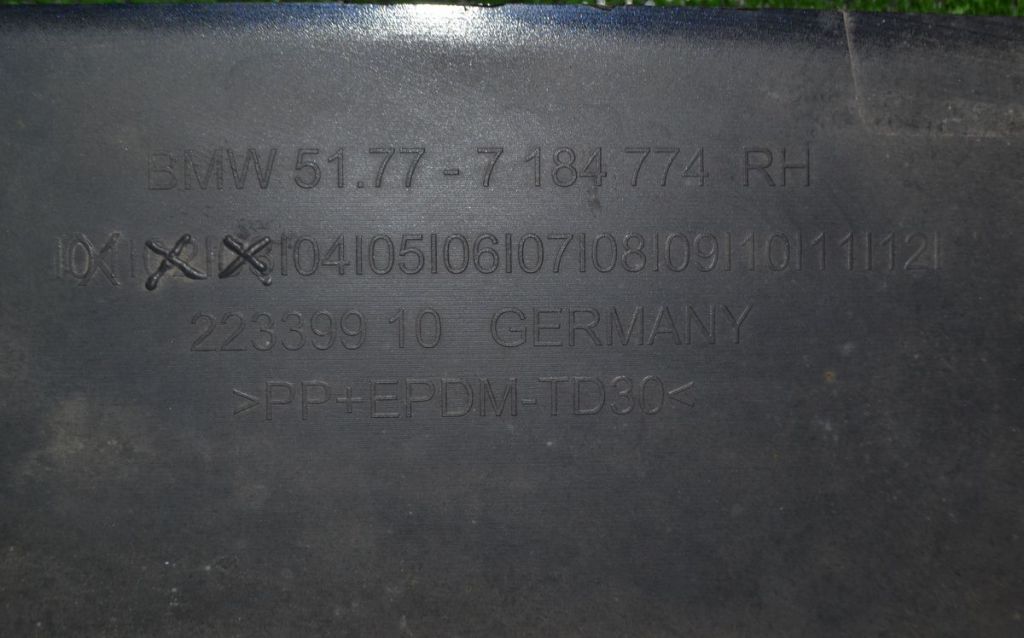 BMW 51.77 - 7 184 774 RH
|04|05|06|07|08|09|10|11|12|
223399 10 GERMANY
>PP+EPDM-TD30<